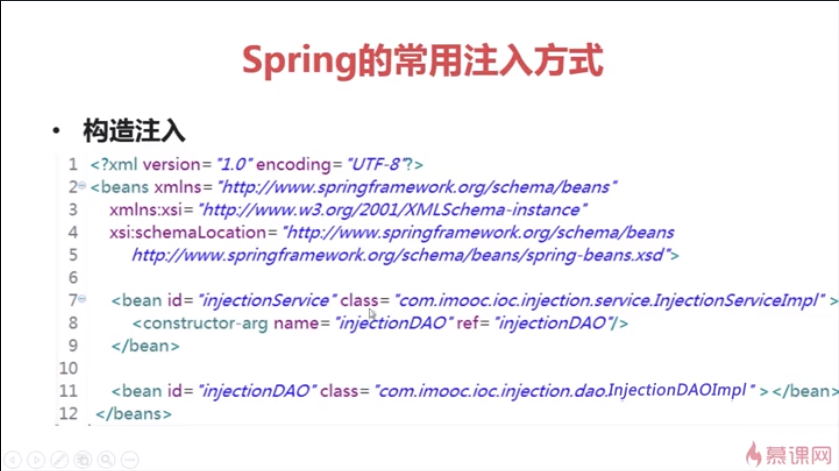 Spring的常用注入方式
• 构造注入
1 <?xml version="1.0" encoding="UTF-8"?>
2 <beans xmlns="http://www.springframework.org/schema/beans"
3 xmlns:xsi="http://www.w3.org/2001/XMLSchema-instance"
4 xsi:schemaLocation="http://www.springframework.org/schema/beans
5 http://www.springframework.org/schema/beans/spring-beans.xsd">
6
7 <bean id="injectionService" class="com.imooc.ioc.injection.service.InjectionServiceImpl" >
8 <constructor-arg name="injectionDAO" ref="injectionDAO"/>
9 </bean>
10
11 <bean id="injectionDAO" class="com.imooc.ioc.injection.dao.InjectionDAOImpl" ></bean>
12 </beans>
慕课网